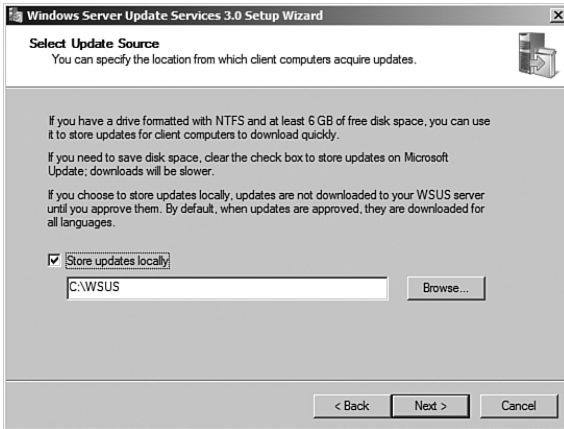 Windows Server Update Services 3.0 Setup Wizard
Select Update Source
You can specify the location from which client computers acquire updates.
If you have a drive formatted with NTFS and at least 6 GB of free disk space, you can use
it to store updates for client computers to download quickly.
If you need to save disk space, clear the check box to store updates on Microsoft
Update; downloads will be slower.
If you choose to store updates locally, updates are not downloaded to your WSUS server
until you approve them. By default, when updates are approved, they are downloaded for
all languages.
Store updates locally
C:\WSUS Browse...
< Back Next > Cancel